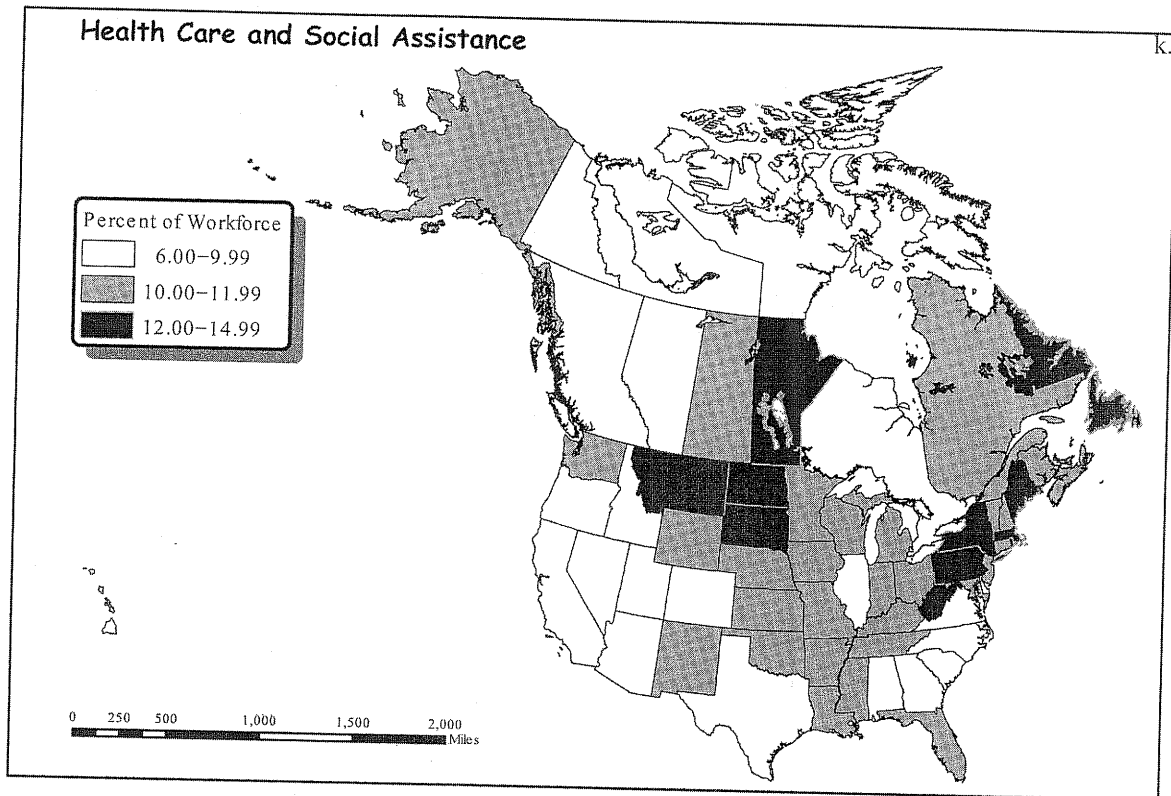 Health Care and Social Assistance
k.
Percent of Workforce
6.00–9.99
10.00–11.99
12.00–14.99
0 250 500 1,000 1,500 2,000
Miles